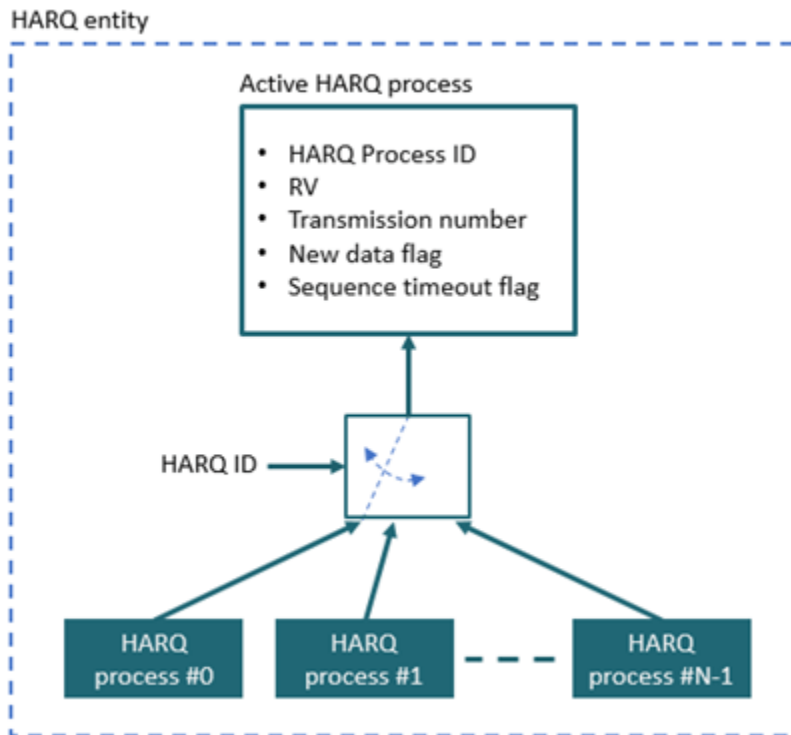 HARQ entity
Active HARQ process
• HARQ Process ID
• RV
• Transmission number
• New data flag
• Sequence timeout flag
HARQ ID
HARQ process #0
HARQ process #1
HARQ process #N-1